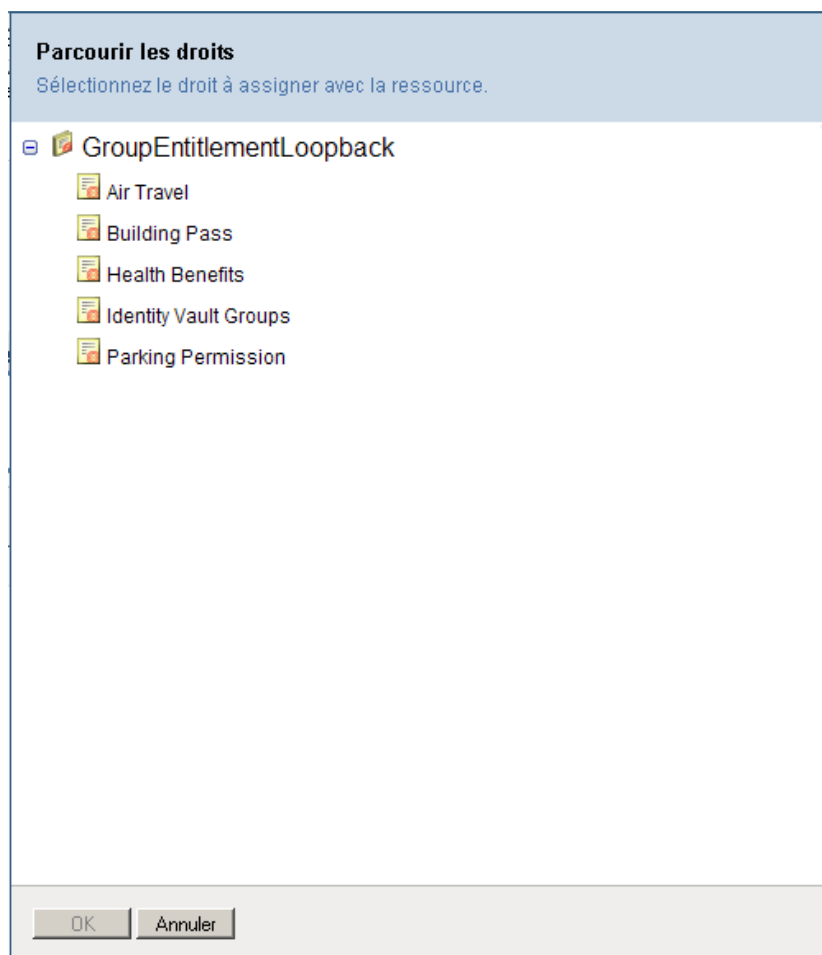 Parcourir les droits
Sélectionnez le droit à assigner avec la ressource.
GroupEntitlementLoopback
Air Travel
Building Pass
Health Benefits
Identity Vault Groups
Parking Permission
OK Annuler